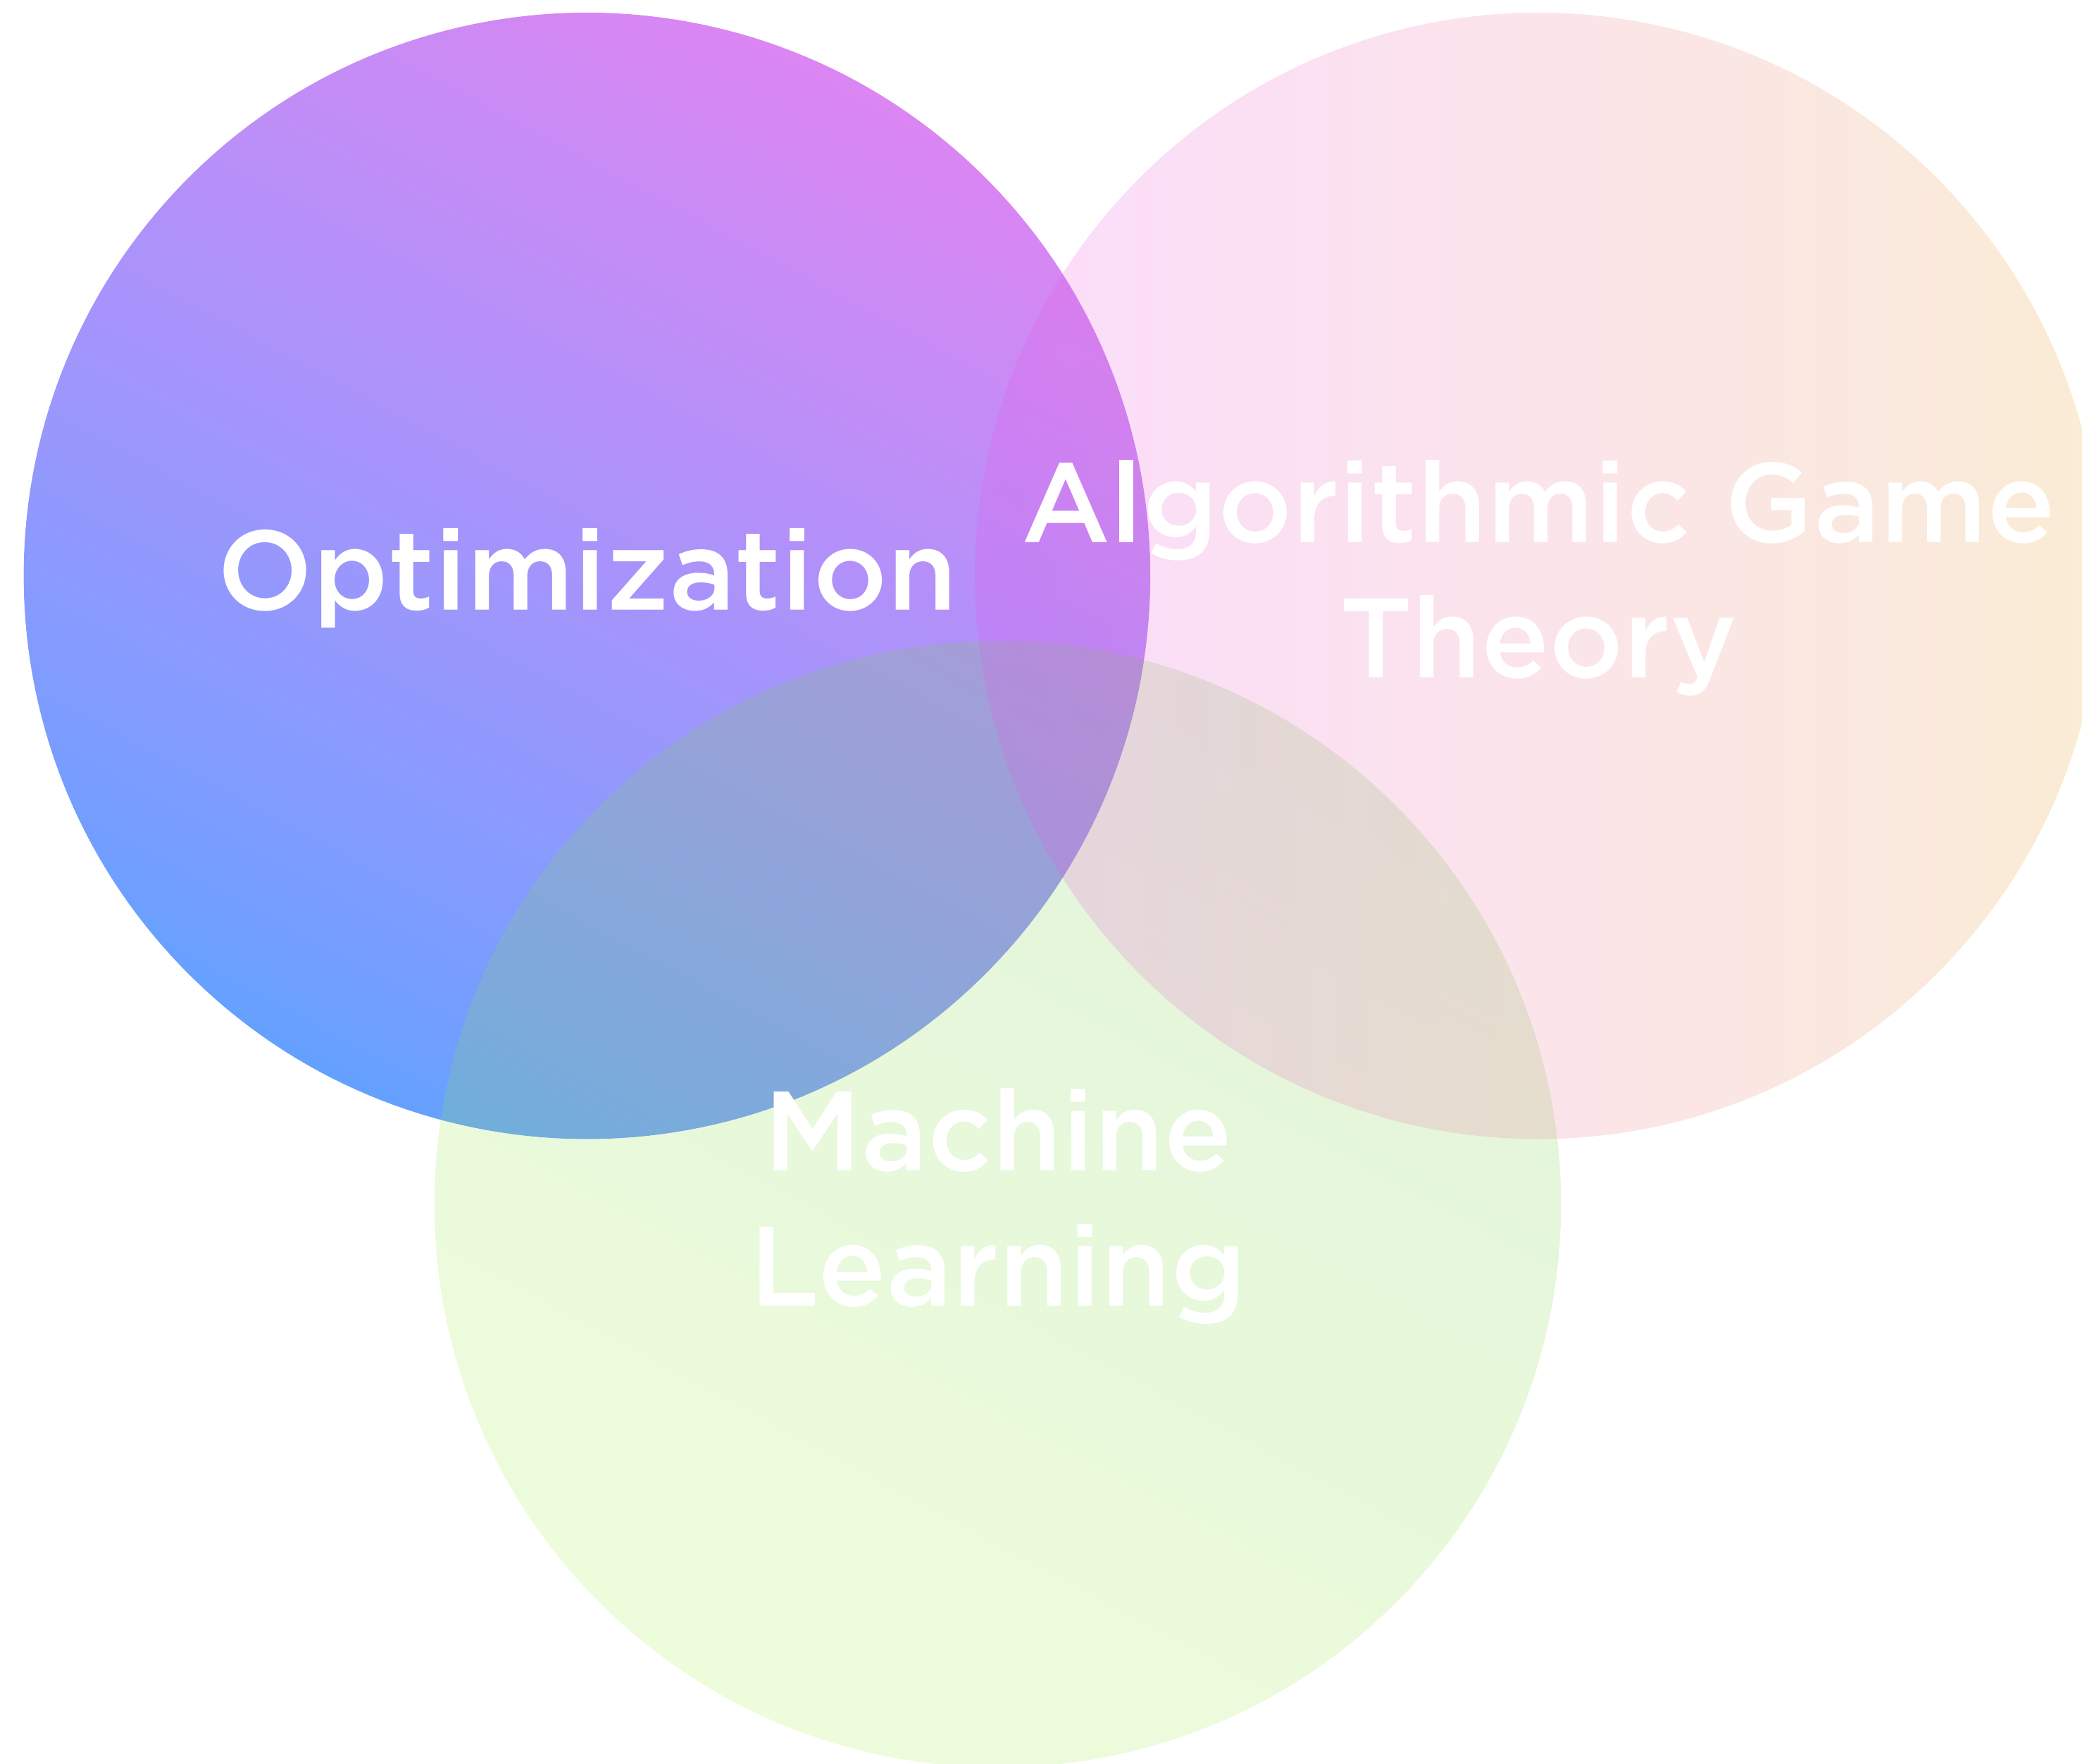 Optimization
Algorithmic Game
Theory
Machine
Learning